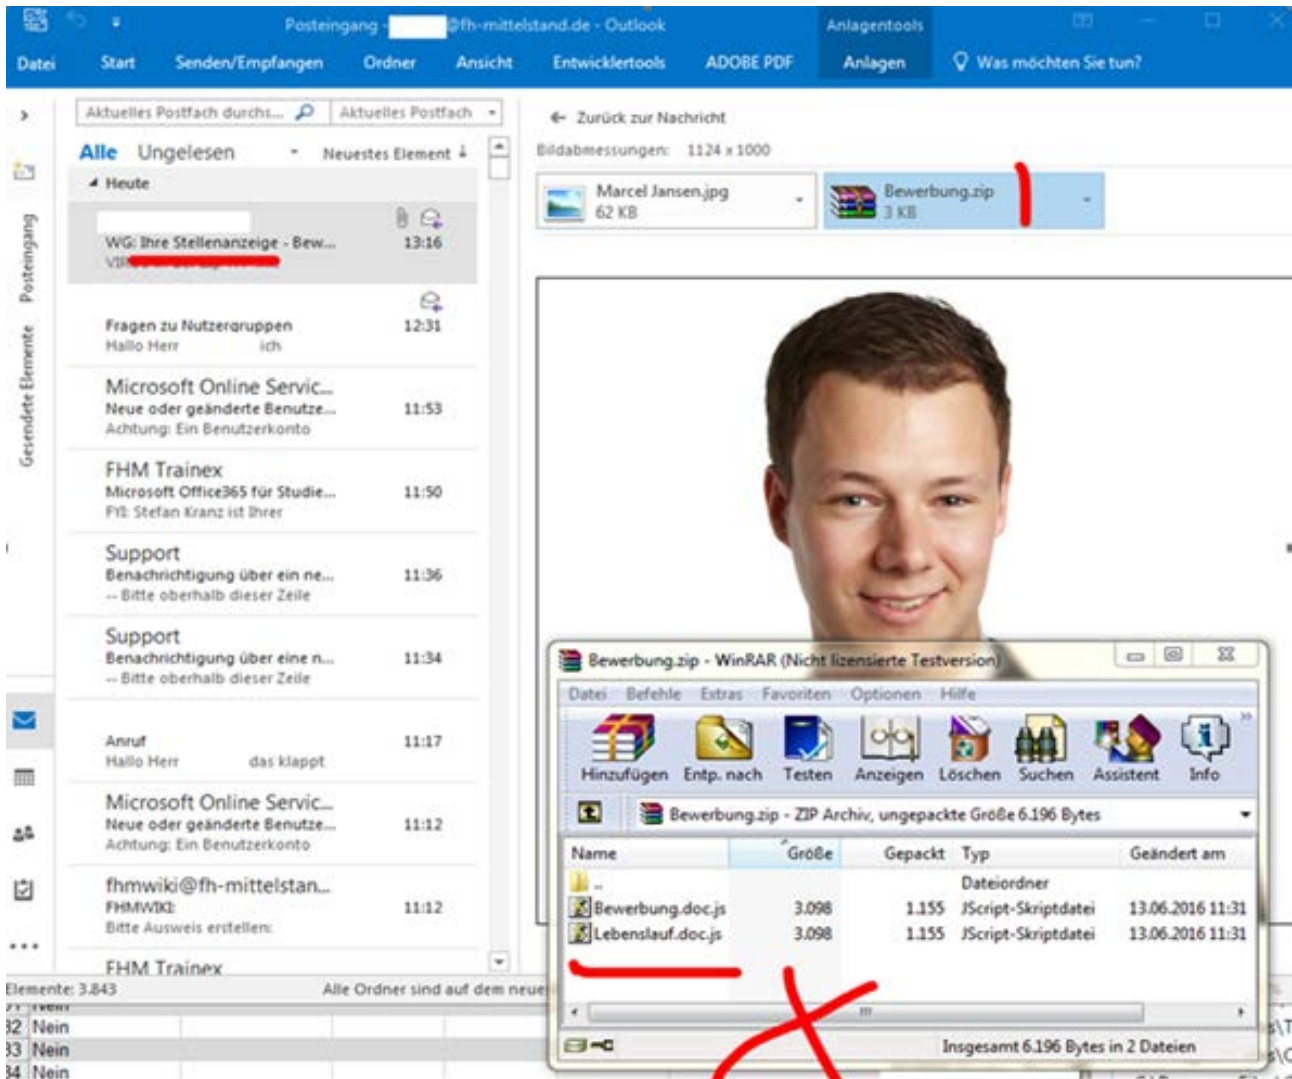 Posteingang - @fh-mittelstand.de - Outlook
Anlagentools
Datei Start Senden/Empfangen Ordner Ansicht Entwicklertools ADOBE PDF Anlagen Was möchten Sie tun?
Aktuelles Postfach durchs... Aktuelles Postfach
Alle Ungelesen Neuestes Element ↓
Heute
WG: Ihre Stellenanzeige - Bew... 13:16
Fragen zu Nutzergruppen 12:31
Hallo Herr ich
Microsoft Online Servic...
Neue oder geänderte Benutze... 11:53
Achtung: Ein Benutzerkonto
FHM Trainex
Microsoft Office365 für Studie... 11:50
FYI: Stefan Kranz ist Ihrer
Support
Benachrichtigung über ein ne... 11:36
-- Bitte oberhalb dieser Zeile
Support
Benachrichtigung über eine n... 11:34
-- Bitte oberhalb dieser Zeile
Anruf 11:17
Hallo Herr das klappt
Microsoft Online Servic...
Neue oder geänderte Benutze... 11:12
Achtung: Ein Benutzerkonto
fhmwiki@fh-mittelstan...
FHMWIKI: 11:12
Bitte Ausweis erstellen:
FHM Trainex
Posteingang
Gesendete Elemente
Elemente: 3.843 Alle Ordner sind auf dem neue
32 Nein
33 Nein
34 Nein
Zurück zur Nachricht
Bildabmessungen: 1124 x 1000
Marcel Jansen.jpg
62 KB
Bewerbung.zip
3 KB
Bewerbung.zip - WinRAR (Nicht lizensierte Testversion)
Datei Befehle Extras Favoriten Optionen Hilfe
Hinzufügen Entp. nach Testen Anzeigen Löschen Suchen Assistent Info
Bewerbung.zip - ZIP Archiv, ungepackte Größe 6.196 Bytes
Name Größe Gepackt Typ Geändert am
.. Dateiordner
Bewerbung.doc.js 3.098 1.155 JScript-Skriptdatei 13.06.2016 11:31
Lebenslauf.doc.js 3.098 1.155 JScript-Skriptdatei 13.06.2016 11:31
Insgesamt 6.196 Bytes in 2 Dateien